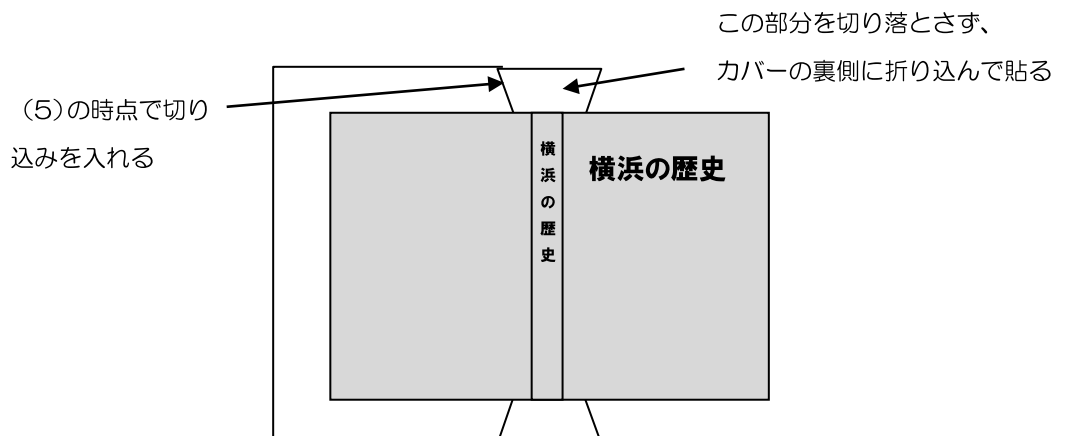 この部分を切り落とさず、
カバーの裏側に折り込んで貼る
（5）の時点で切り
込みを入れる
横浜の歴史
横浜の歴史